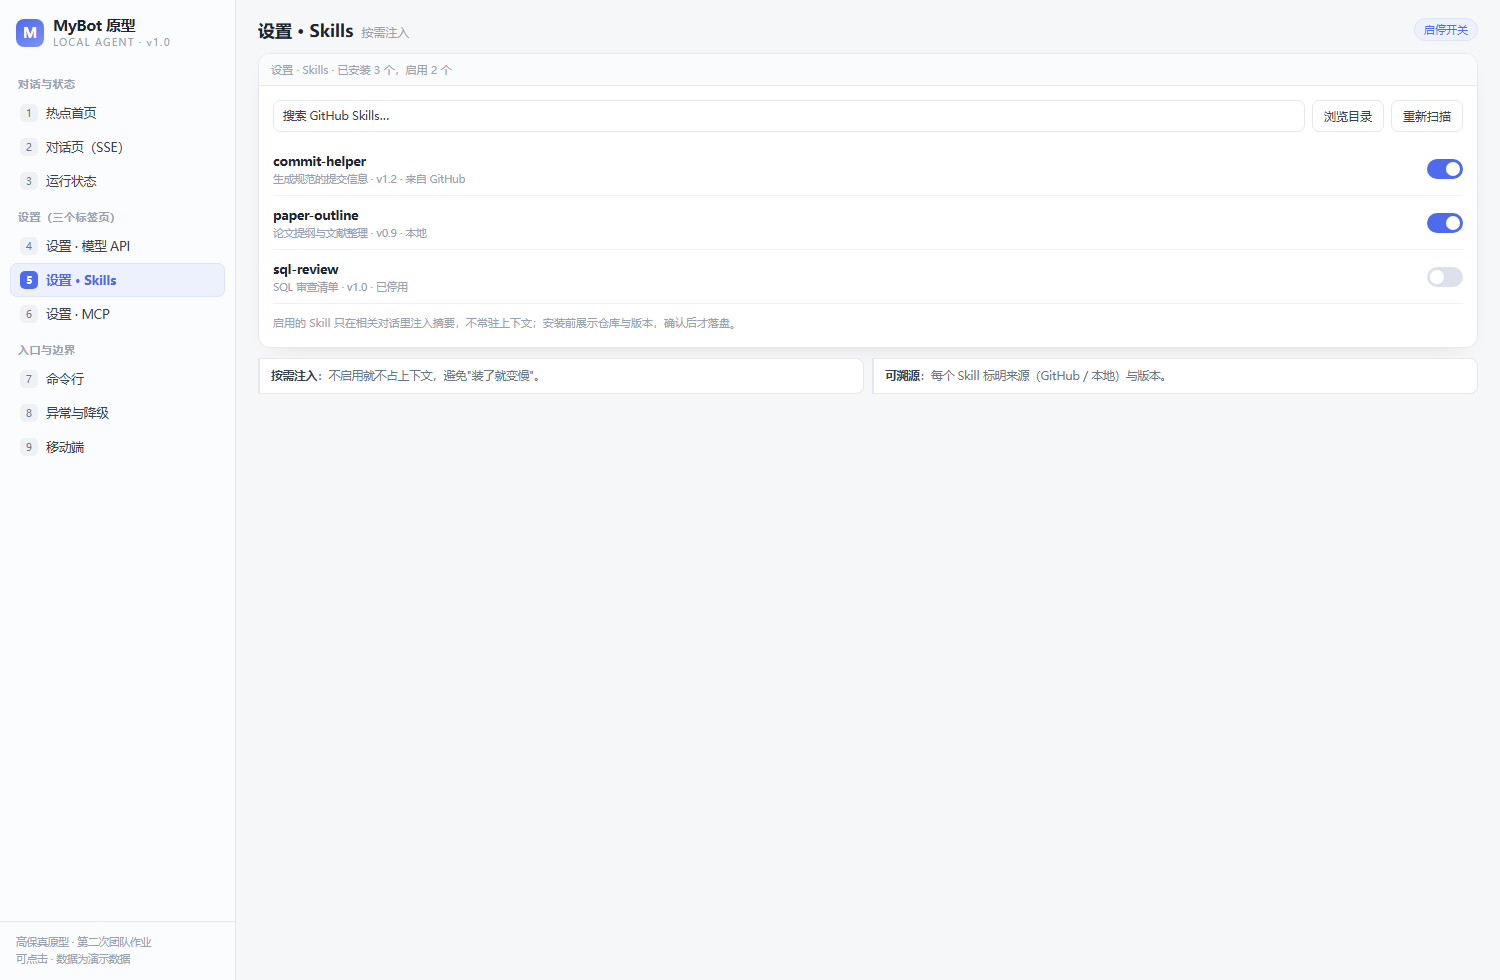 M
MyBot 原型
LOCAL AGENT · v1.0
对话与状态
1 热点首页
2 对话页（SSE）
3 运行状态
设置（三个标签页）
4 设置 · 模型 API
5 设置 • Skills
6 设置 · MCP
入口与边界
7 命令行
8 异常与降级
9 移动端
高保真原型 · 第二次团队作业
可点击 · 数据为演示数据
设置 • Skills 按需注入
启停开关
设置 · Skills · 已安装 3 个，启用 2 个
搜索 GitHub Skills...
浏览目录
重新扫描
commit-helper
生成规范的提交信息 · v1.2 · 来自 GitHub
paper-outline
论文提纲与文献整理 · v0.9 · 本地
sql-review
SQL 审查清单 · v1.0 · 已停用
启用的 Skill 只在相关对话里注入摘要，不常驻上下文；安装前展示仓库与版本，确认后才落盘。
按需注入：不启用就不占上下文，避免"装了就变慢"。
可溯源：每个 Skill 标明来源（GitHub / 本地）与版本。